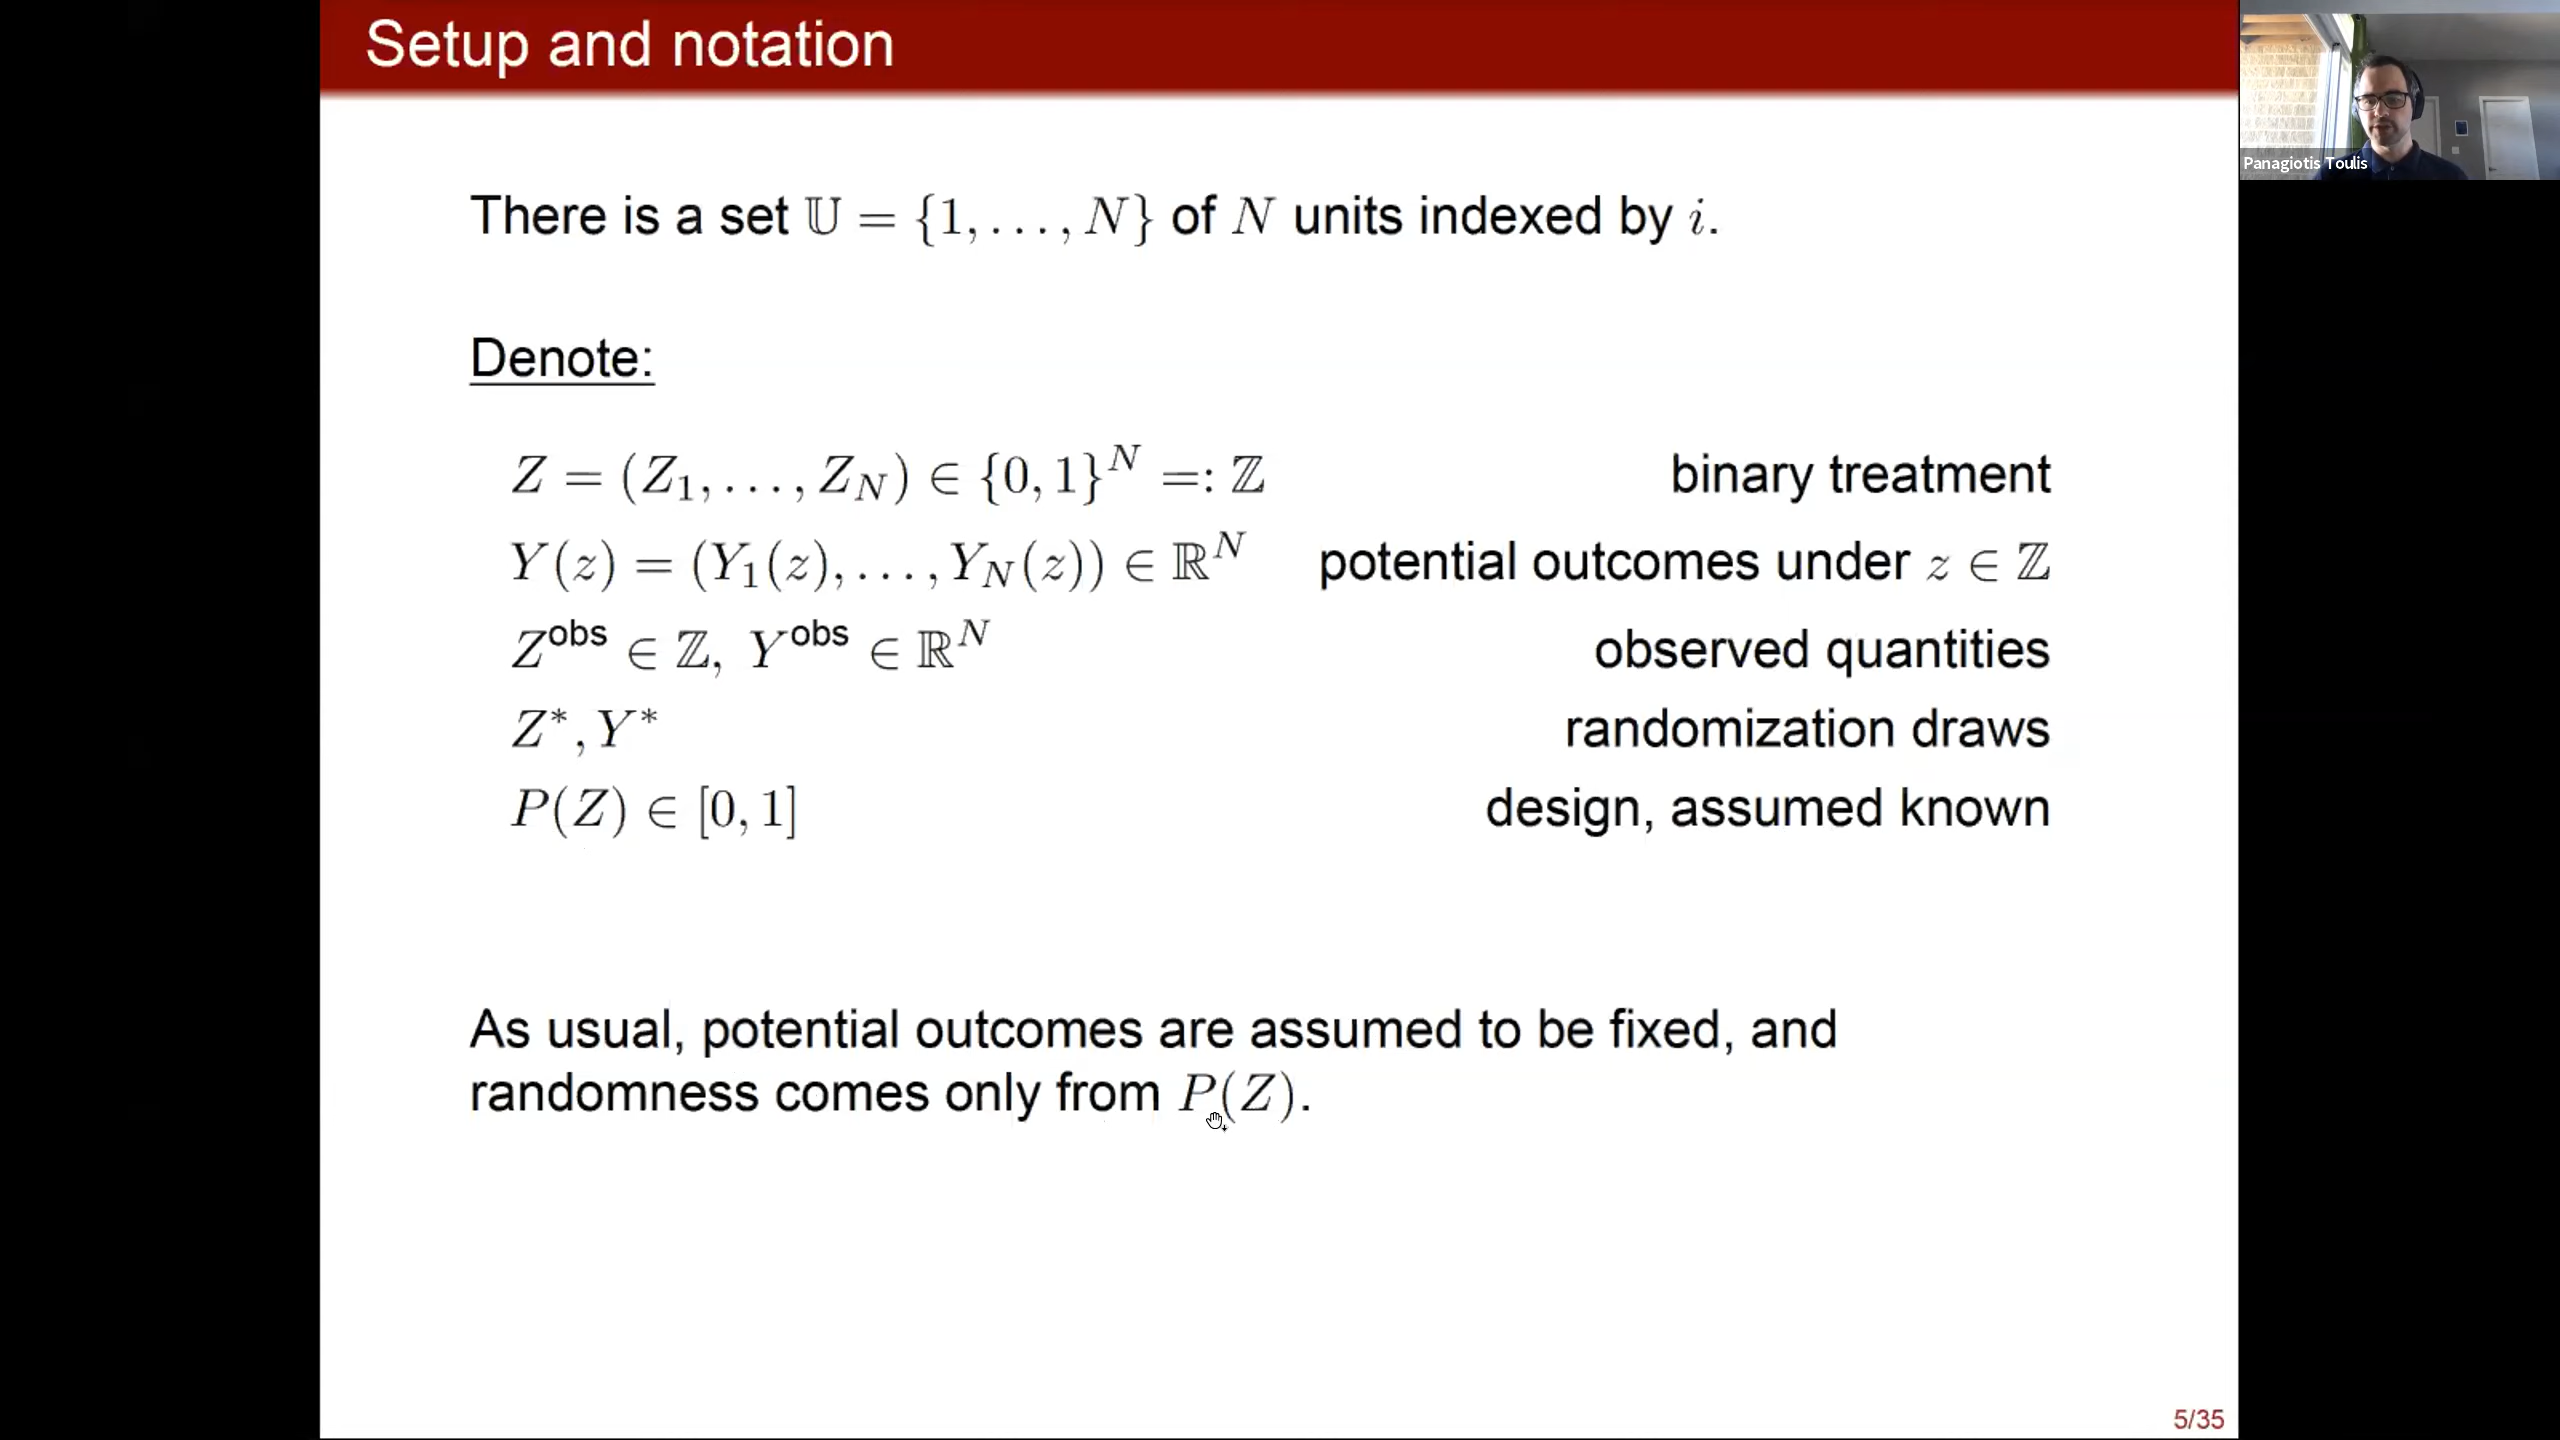 Setup and notation
Panagiotis Toulis
There is a set 𝕌 = {1, . . . , N} of N units indexed by i.
Denote:
Z = (Z₁, . . . , Z_N) ∈ {0, 1}^N =: ℤ binary treatment
Y(z) = (Y₁(z), . . . , Y_N(z)) ∈ ℝ^N potential outcomes under z ∈ ℤ
Z^obs ∈ ℤ, Y^obs ∈ ℝ^N observed quantities
Z*, Y* randomization draws
P(Z) ∈ [0, 1] design, assumed known
As usual, potential outcomes are assumed to be fixed, and
randomness comes only from P(Z).
5/35